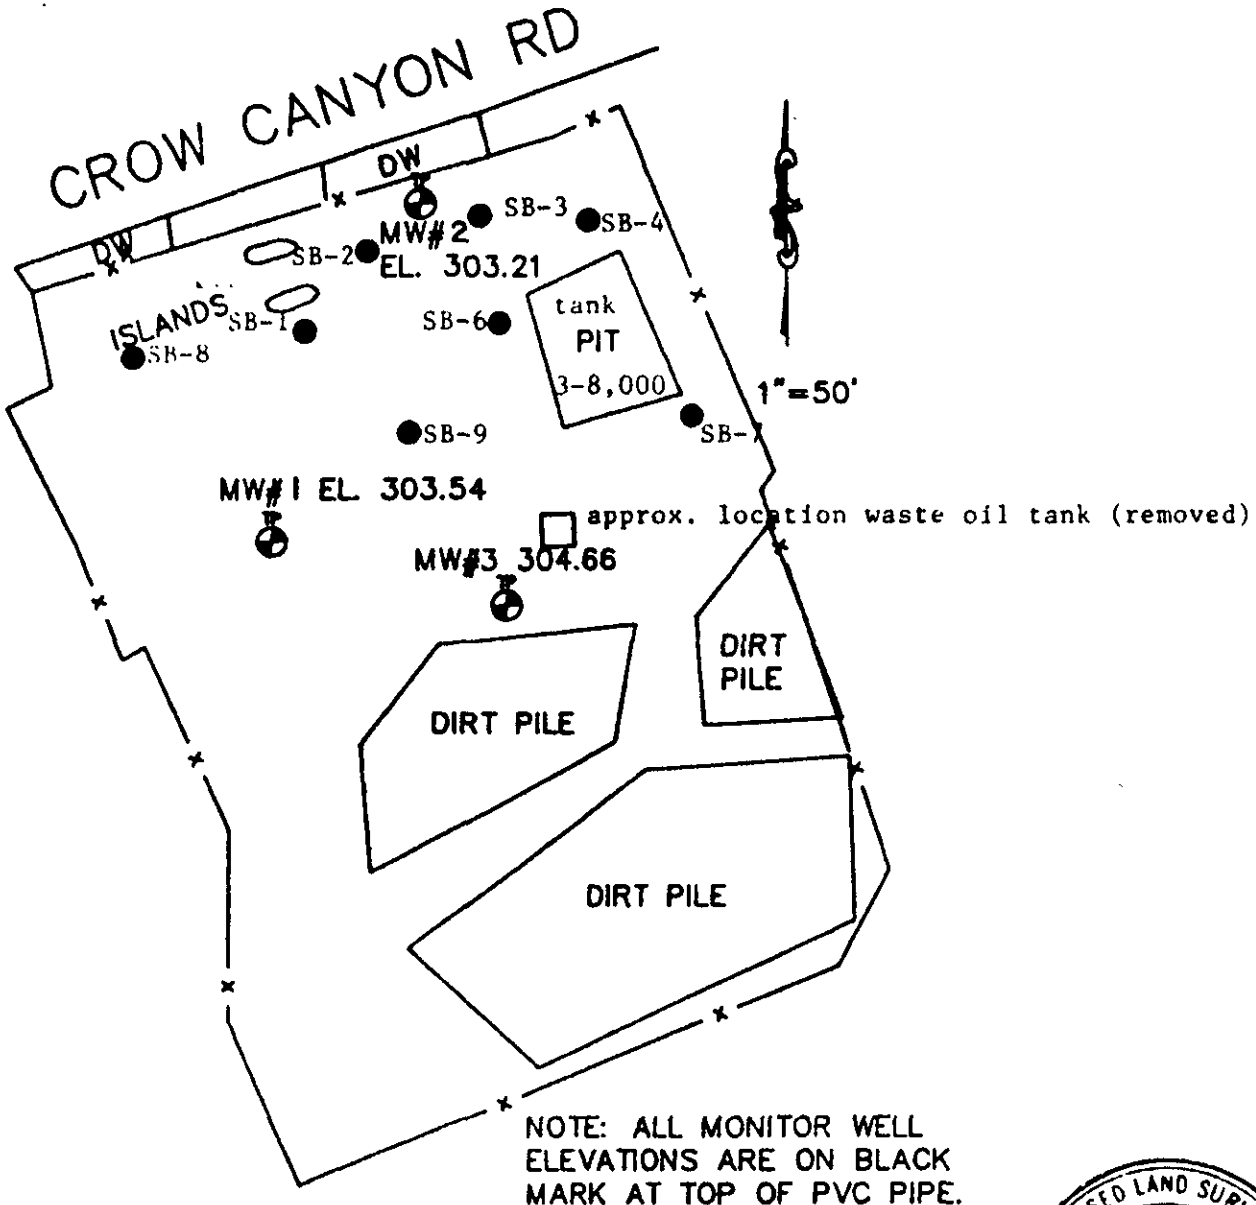 CROW CANYON RD
DW
DW
SB-3
SB-4
MW#2
EL. 303.21
SB-2
ISLANDS
SB-1
SB-8
SB-6
tank
PIT
3-8,000
1"=50'
SB-7
SB-9
MW#1 EL. 303.54
approx. location waste oil tank (removed)
MW#3 304.66
DIRT
PILE
DIRT PILE
DIRT PILE
NOTE: ALL MONITOR WELL
ELEVATIONS ARE ON BLACK
MARK AT TOP OF PVC PIPE.
LAND